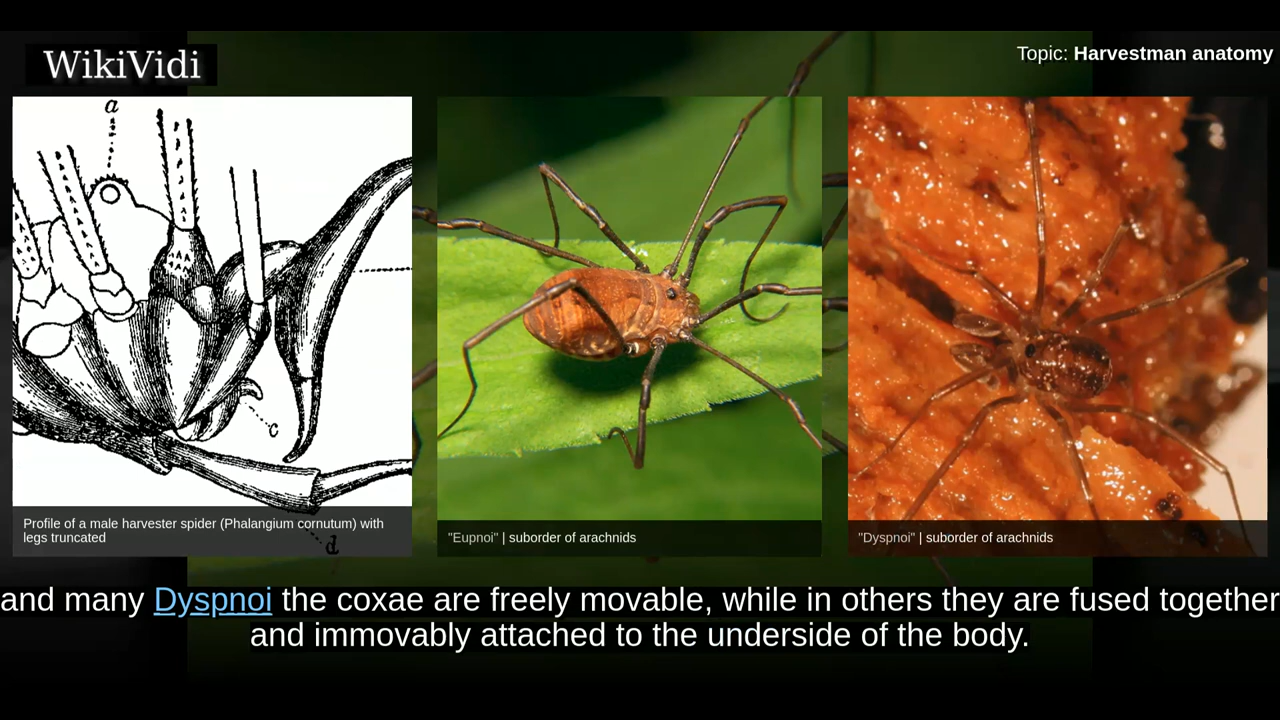 WikiVidi
Topic: Harvestman anatomy
a
c
d
Profile of a male harvester spider (Phalangium cornutum) with
legs truncated
"Eupnoi" | suborder of arachnids
"Dyspnoi" | suborder of arachnids
and many Dyspnoi the coxae are freely movable, while in others they are fused together
and immovably attached to the underside of the body.